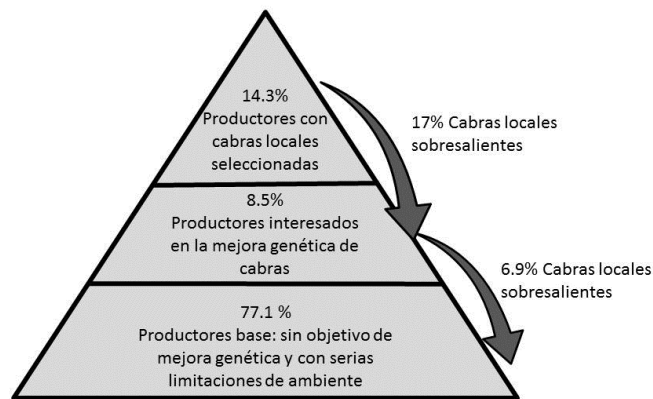 14.3%
Productores con
cabras locales
seleccionadas
17% Cabras locales
sobresalientes
8.5%
Productores interesados
en la mejora genética de
cabras
6.9% Cabras locales
sobresalientes
77.1 %
Productores base: sin objetivo de
mejora genética y con serias
limitaciones de ambiente